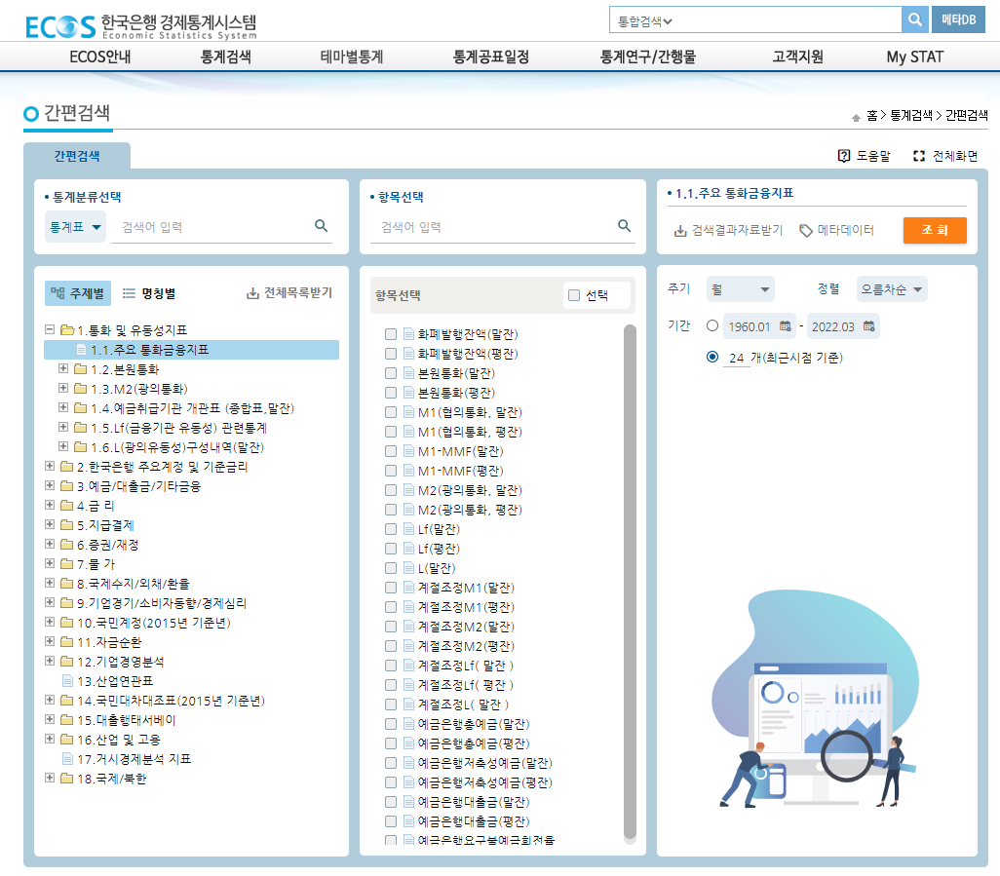 ECOS 한국은행 경제통계시스템
Economic Statistics System
통합검색
메타DB
ECOS안내 통계검색 테마별통계 통계공표일정 통계연구/간행물 고객지원 My STAT
간편검색
홈 > 통계검색 > 간편검색
간편검색
도움말 전체화면
통계분류선택
통계표 검색어 입력
주제별 명칭별 전체목록받기
1.통화 및 유동성지표
1.1.주요 통화금융지표
1.2.본원통화
1.3.M2(광의통화)
1.4.예금취급기관 개관표 (종합표,말잔)
1.5.Lf(금융기관 유동성) 관련통계
1.6.L(광의유동성)구성내역(말잔)
2.한국은행 주요계정 및 기준금리
3.예금/대출금/기타금융
4.금 리
5.지급결제
6.증권/재정
7.물 가
8.국제수지/외채/환율
9.기업경기/소비자동향/경제심리
10.국민계정(2015년 기준년)
11.자금순환
12.기업경영분석
13.산업연관표
14.국민대차대조표(2015년 기준년)
15.대출행태서베이
16.산업 및 고용
17.거시경제분석 지표
18.국제/북한
항목선택
검색어 입력
항목선택 선택
화폐발행잔액(말잔)
화폐발행잔액(평잔)
본원통화(말잔)
본원통화(평잔)
M1(협의통화, 말잔)
M1(협의통화, 평잔)
M1-MMF(말잔)
M1-MMF(평잔)
M2(광의통화, 말잔)
M2(광의통화, 평잔)
Lf(말잔)
Lf(평잔)
L(말잔)
계절조정M1(말잔)
계절조정M1(평잔)
계절조정M2(말잔)
계절조정M2(평잔)
계절조정Lf( 말잔 )
계절조정Lf( 평잔 )
계절조정L( 말잔 )
예금은행총예금(말잔)
예금은행총예금(평잔)
예금은행저축성예금(말잔)
예금은행저축성예금(평잔)
예금은행대출금(말잔)
예금은행대출금(평잔)
예금은행요구불예금회전율
1.1.주요 통화금융지표
검색결과자료받기 메타데이터 조 회
주기 월 정렬 오름차순
기간 1960.01 - 2022.03
24 개(최근시점 기준)